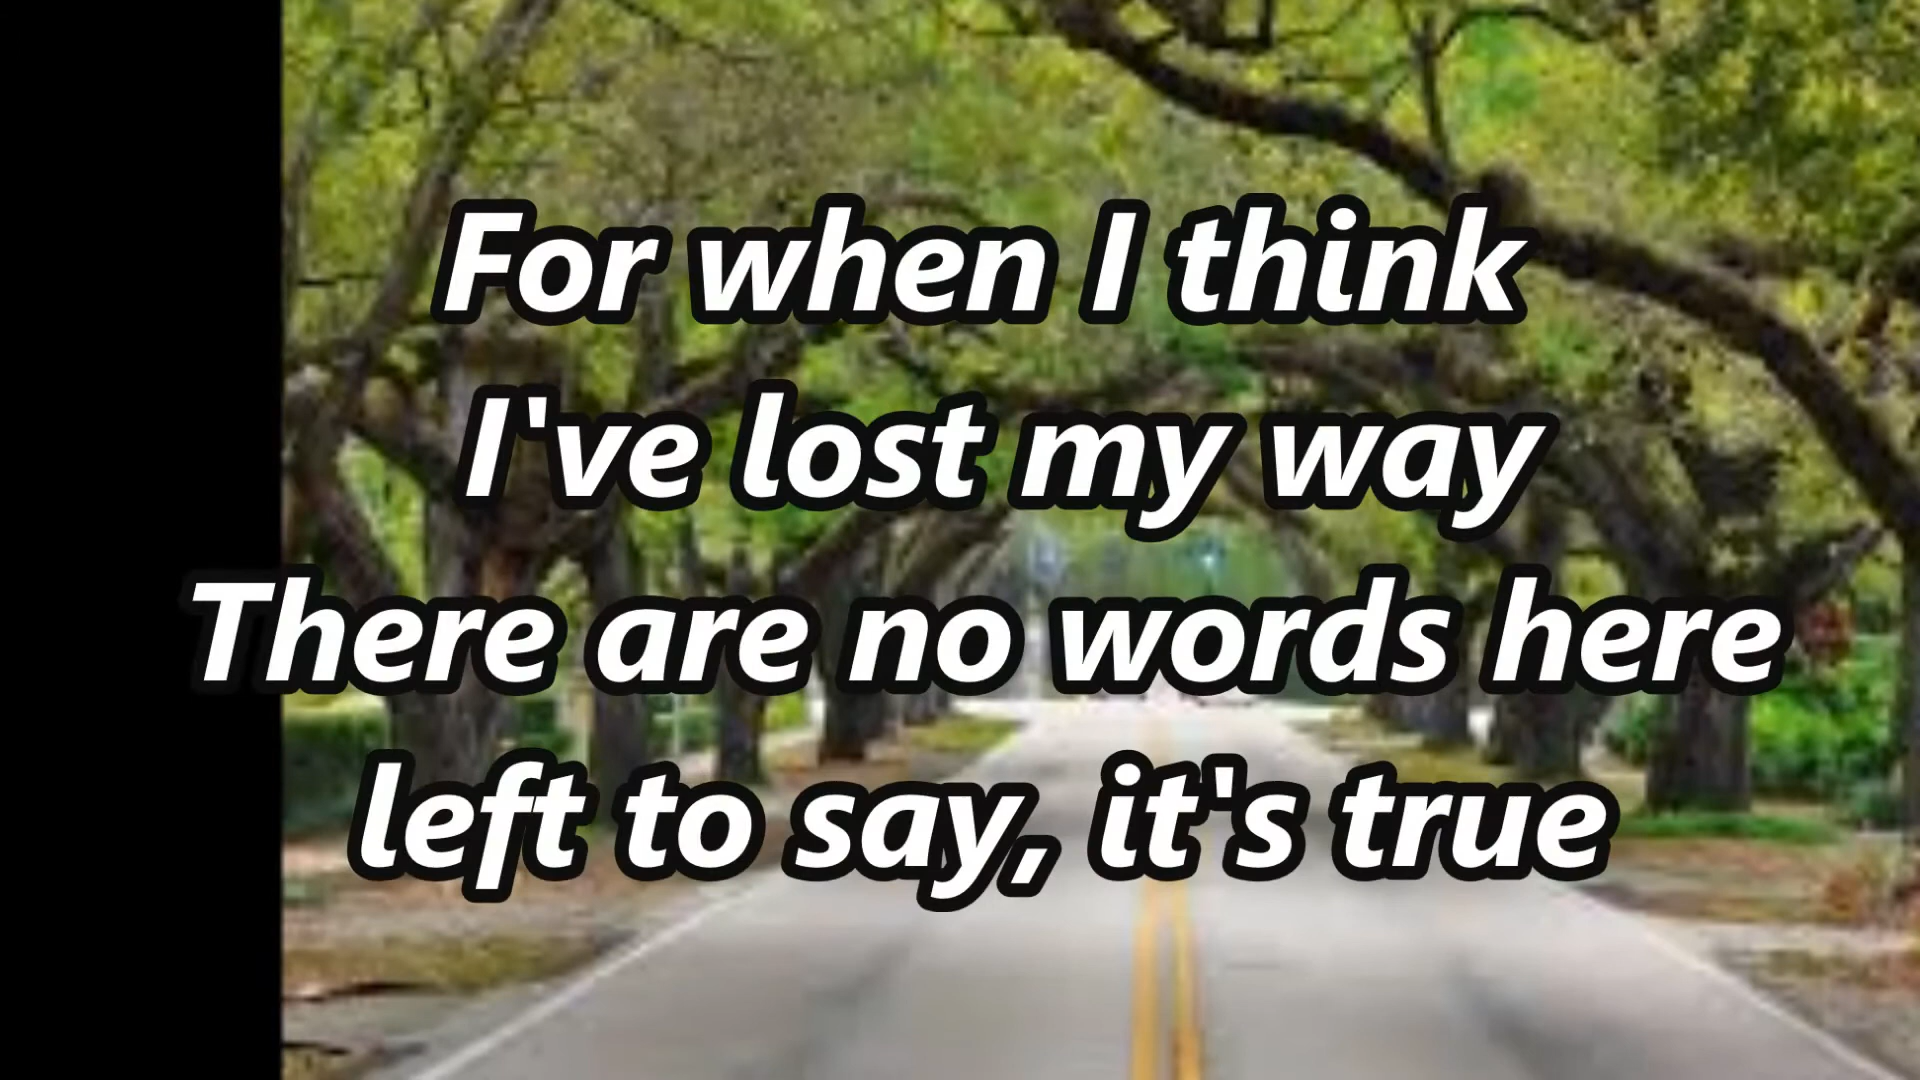 For when I think
I've lost my way
There are no words here
left to say, it's true